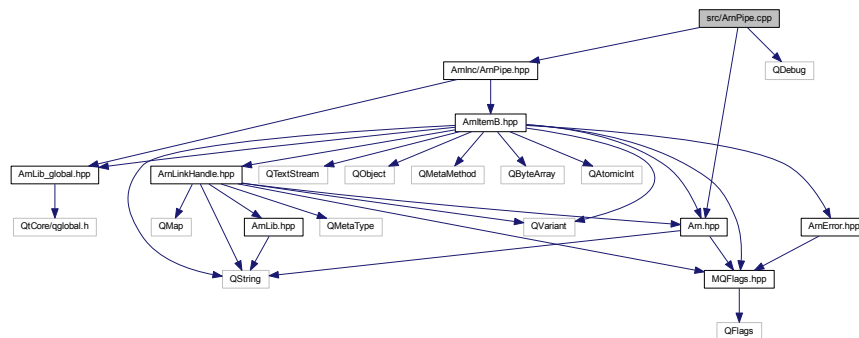 src/ArnPipe.cpp
ArnInc/ArnPipe.hpp
QDebug
ArnItemB.hpp
ArnLib_global.hpp
ArnLinkHandle.hpp
QTextStream
QObject
QMetaMethod
QByteArray
QAtomicInt
QtCore/qglobal.h
QMap
ArnLib.hpp
QMetaType
QVariant
Arn.hpp
ArnError.hpp
QString
MQFlags.hpp
QFlags